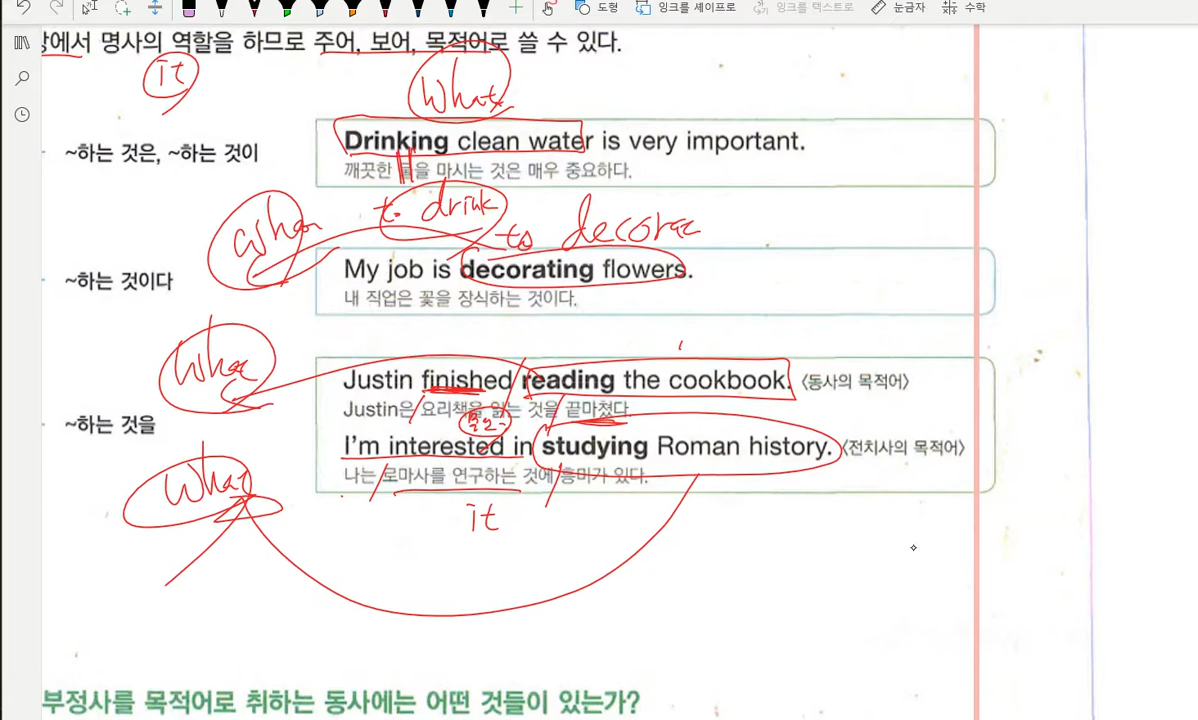 도형 잉크를 셰이프로 잉크를 텍스트로 눈금자 수학
에서 명사의 역할을 하므로 주어, 보어, 목적어로 쓸 수 있다.
it
what
~하는 것은, ~하는 것이
Drinking clean water is very important.
깨끗한 물을 마시는 것은 매우 중요하다.
to drink
to
~하는 것이다
My job is decorating flowers.
내 직업은 꽃을 장식하는 것이다.
what
Justin finished reading the cookbook. 〈동사의 목적어〉
Justin은 요리책을 읽는 것을 끝마쳤다.
~하는 것을
I'm interested in studying Roman history. 〈전치사의 목적어〉
나는 로마사를 연구하는 것에 흥미가 있다.
what
it
부정사를 목적어로 취하는 동사에는 어떤 것들이 있는가?